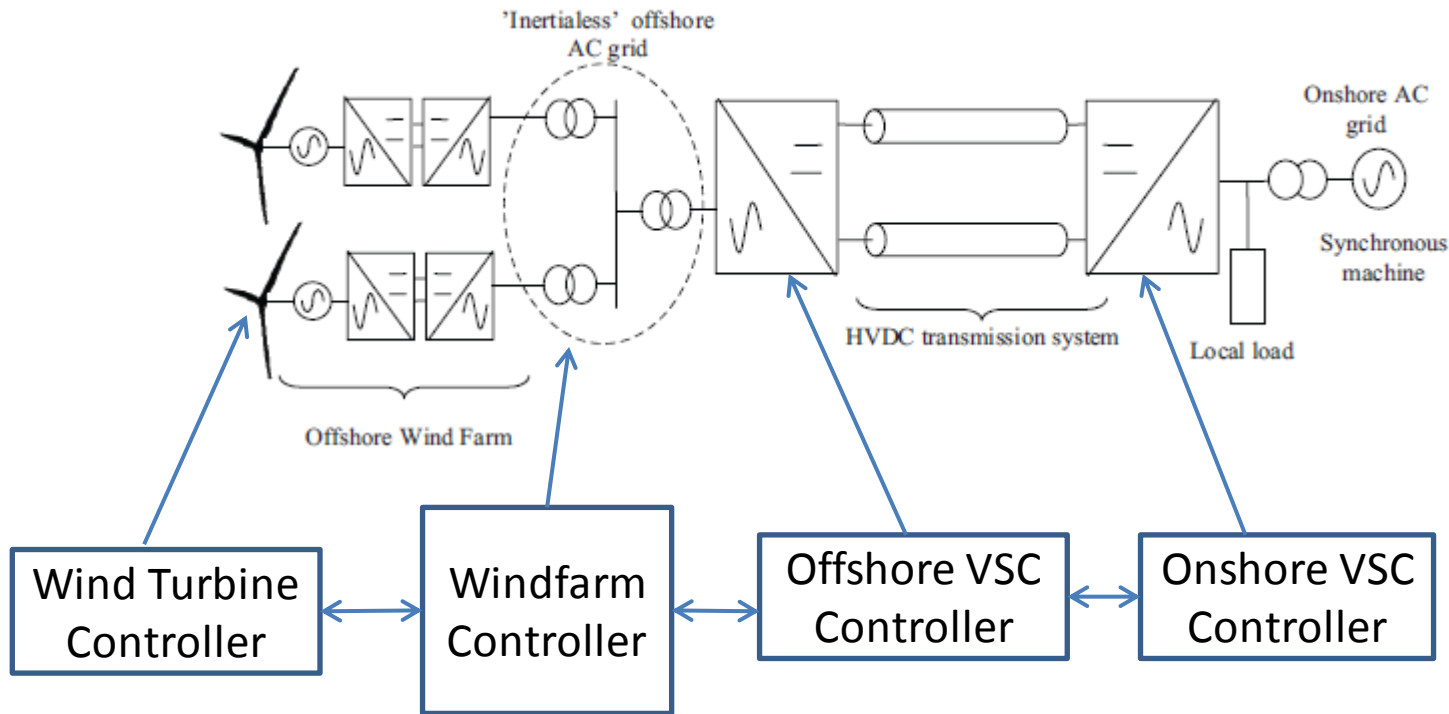 'Inertialess' offshore
AC grid
Onshore AC
grid
Synchronous
machine
HVDC transmission system
Local load
Offshore Wind Farm
Wind Turbine
Controller
Windfarm
Controller
Offshore VSC
Controller
Onshore VSC
Controller